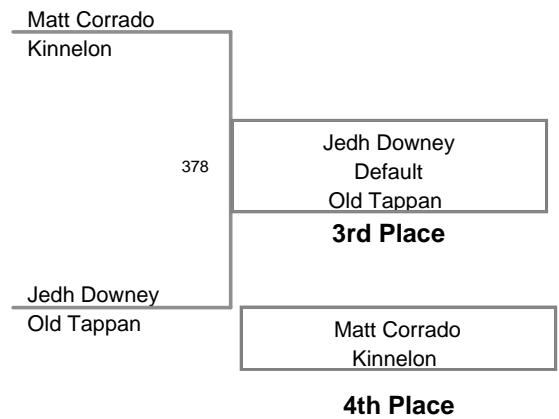 Matt Corrado
Kinnelon
378
Jedh Downey
Default
Old Tappan
3rd Place
Jedh Downey
Old Tappan
Matt Corrado
Kinnelon
4th Place